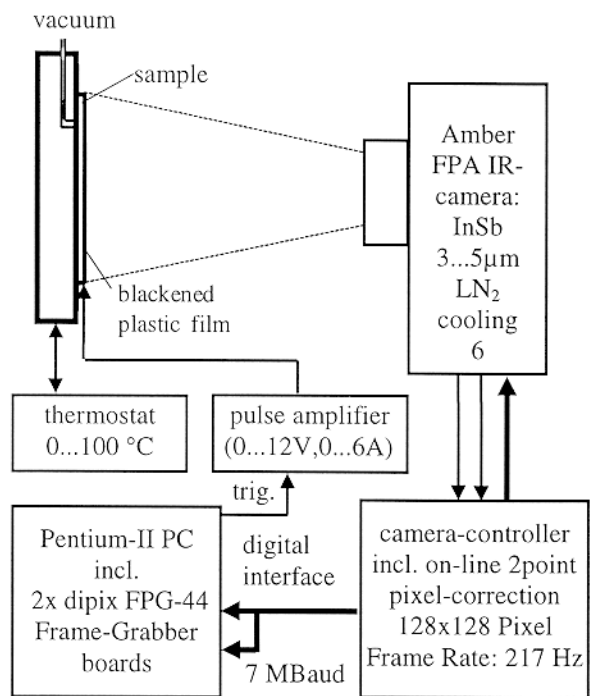 vacuum
sample
blackened
plastic film
Amber
FPA IR-
camera:
InSb
3...5µm
LN₂
cooling
6
thermostat
0...100 °C
pulse amplifier
(0...12V,0...6A)
trig.
Pentium-II PC
incl.
2x dipix FPG-44
Frame-Grabber
boards
digital
interface
7 MBaud
camera-controller
incl. on-line 2point
pixel-correction
128x128 Pixel
Frame Rate: 217 Hz